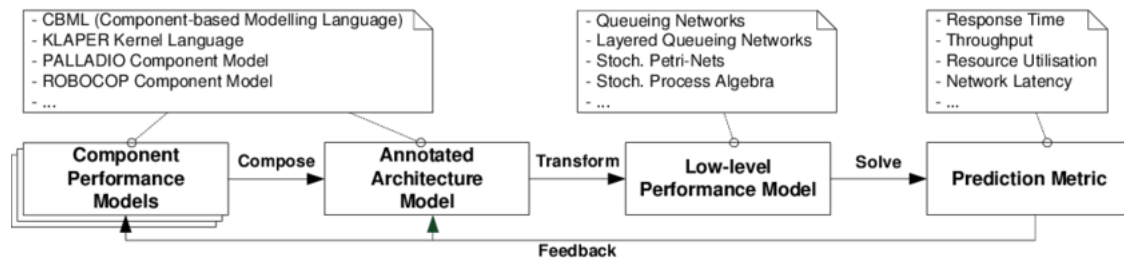 - CBML (Component-based Modelling Language)
- KLAPER Kernel Language
- PALLADIO Component Model
- ROBOCOP Component Model
- ...
- Queueing Networks
- Layered Queueing Networks
- Stoch. Petri-Nets
- Stoch. Process Algebra
- ...
- Response Time
- Throughput
- Resource Utilisation
- Network Latency
- ...
Component
Performance
Models
Compose
Annotated
Architecture
Model
Transform
Low-level
Performance Model
Solve
Prediction Metric
Feedback